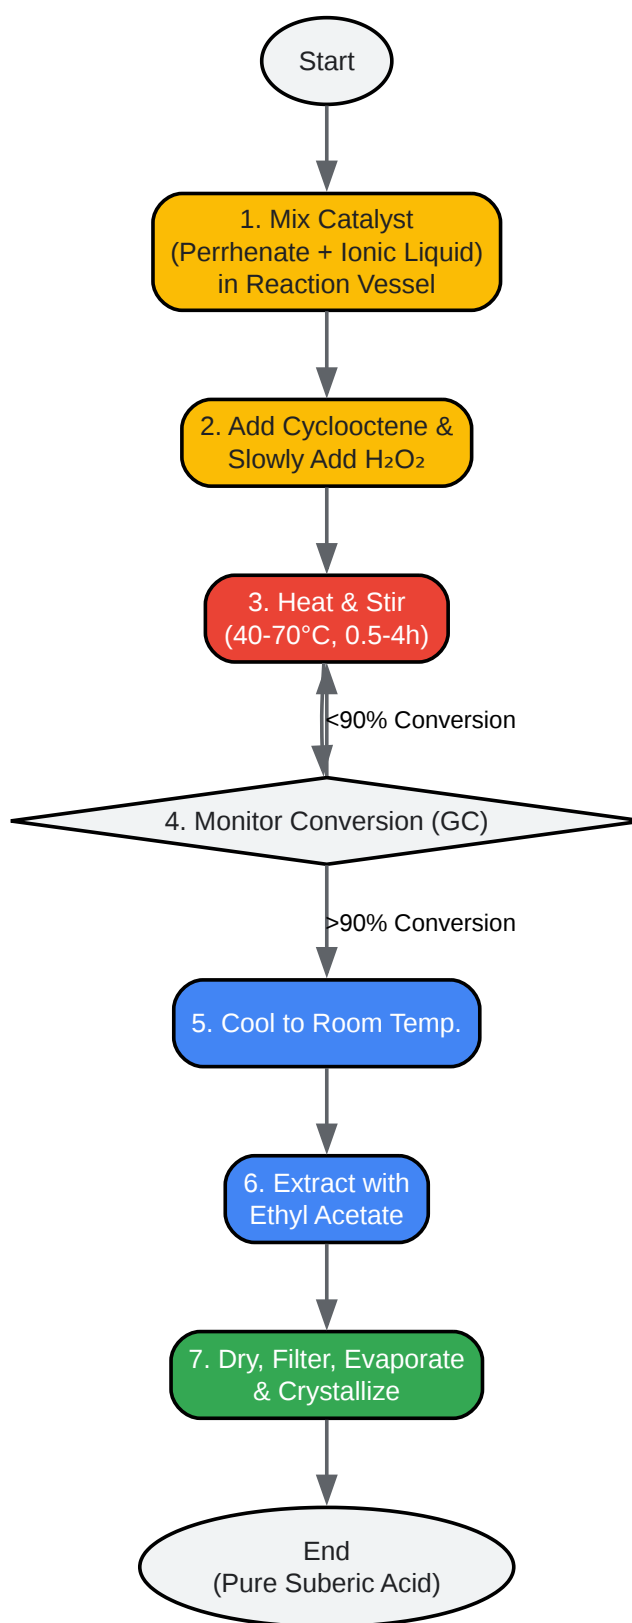 Start
1. Mix Catalyst
(Perrhenate + Ionic Liquid)
in Reaction Vessel
2. Add Cyclooctene &
Slowly Add H₂O₂
3. Heat & Stir
(40-70°C, 0.5-4h)
<90% Conversion
4. Monitor Conversion (GC)
>90% Conversion
5. Cool to Room Temp.
6. Extract with
Ethyl Acetate
7. Dry, Filter, Evaporate
& Crystallize
End
(Pure Suberic Acid)